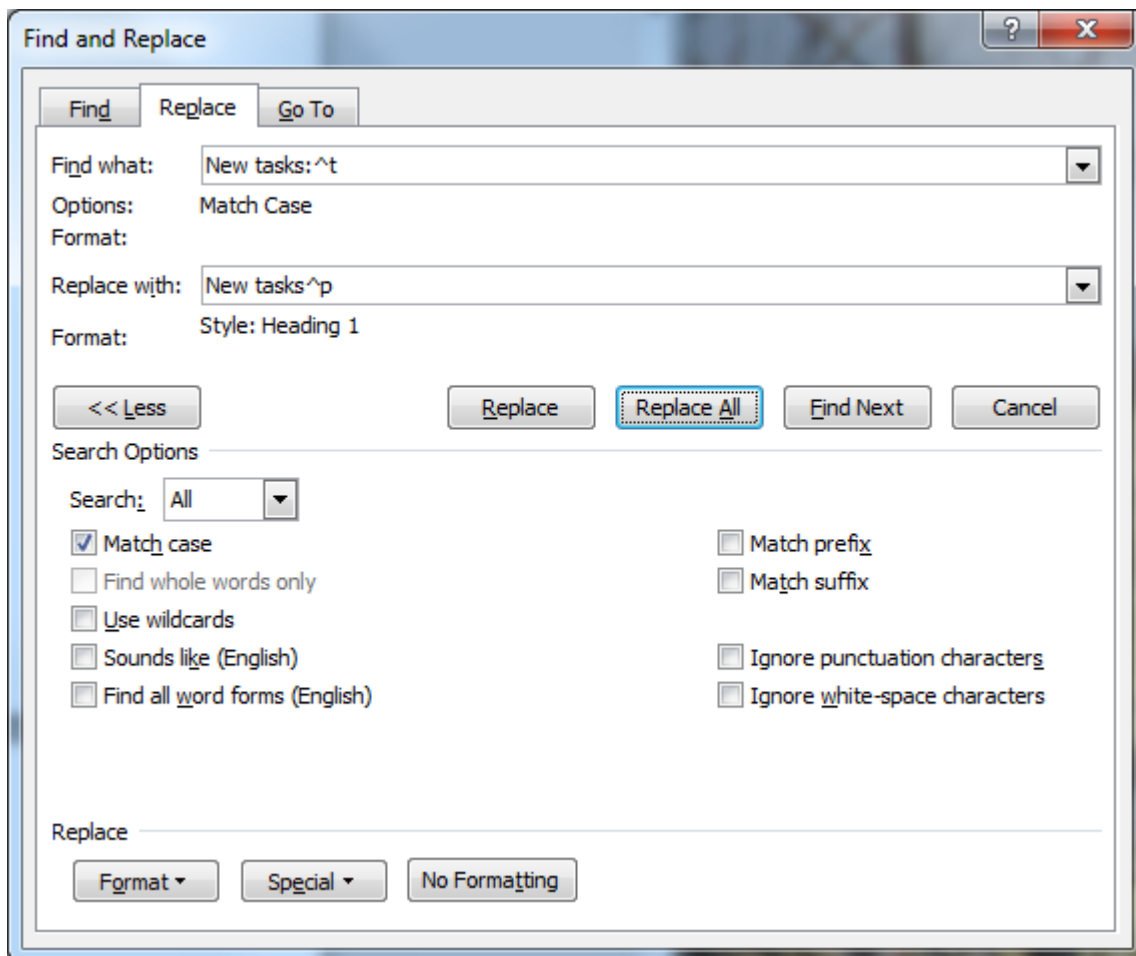 Find and Replace
?
Find Replace Go To
Find what: New tasks:^t
Options: Match Case
Format:
Replace with: New tasks^p
Format: Style: Heading 1
<< Less Replace Replace All Find Next Cancel
Search Options
Search: All
Match case Match prefix
Find whole words only Match suffix
Use wildcards
Sounds like (English) Ignore punctuation characters
Find all word forms (English) Ignore white-space characters
Replace
Format Special No Formatting